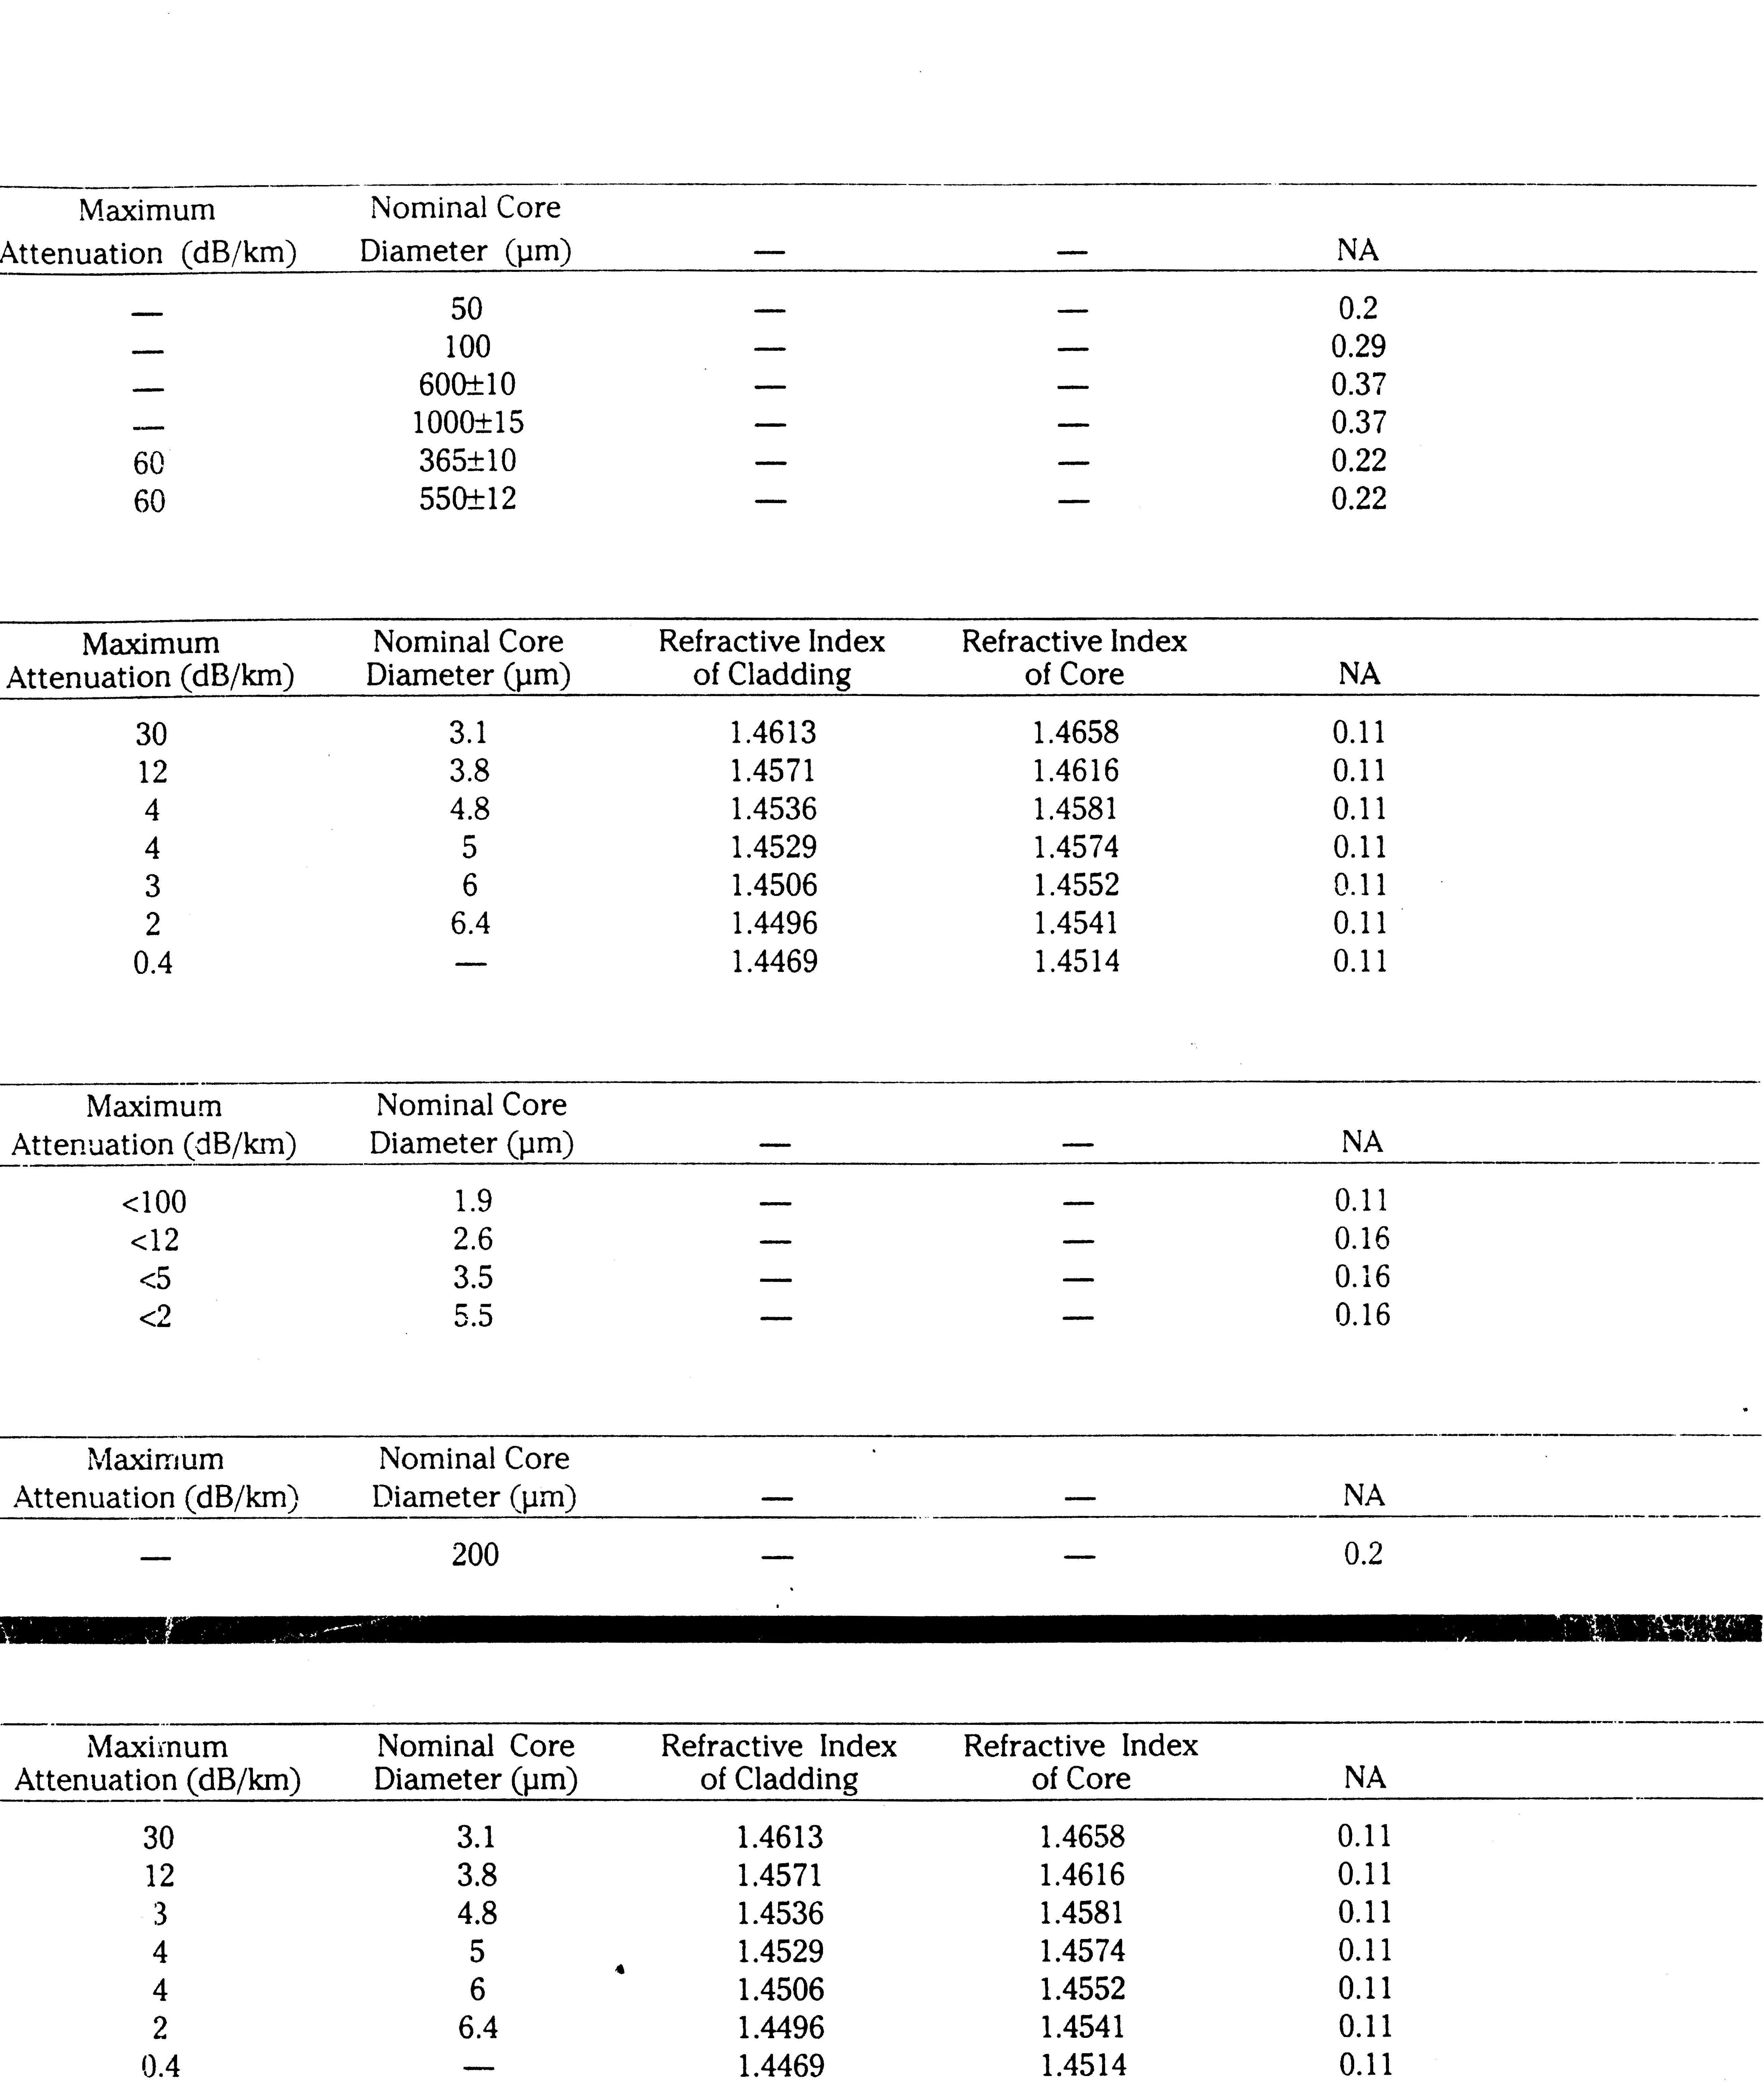 Maximum Nominal Core
Attenuation (dB/km) Diameter (µm) — — NA
— 50 — — 0.2
— 100 — — 0.29
— 600±10 — — 0.37
— 1000±15 — — 0.37
60 365±10 — — 0.22
60 550±12 — — 0.22
Maximum Nominal Core Refractive Index Refractive Index
Attenuation (dB/km) Diameter (µm) of Cladding of Core NA
30 3.1 1.4613 1.4658 0.11
12 3.8 1.4571 1.4616 0.11
4 4.8 1.4536 1.4581 0.11
4 5 1.4529 1.4574 0.11
3 6 1.4506 1.4552 0.11
2 6.4 1.4496 1.4541 0.11
0.4 — 1.4469 1.4514 0.11
Maximum Nominal Core
Attenuation (dB/km) Diameter (µm) — — NA
<100 1.9 — — 0.11
<12 2.6 — — 0.16
<5 3.5 — — 0.16
<2 5.5 — — 0.16
Maximum Nominal Core
Attenuation (dB/km) Diameter (µm) — — NA
— 200 — — 0.2
Maximum Nominal Core Refractive Index Refractive Index
Attenuation (dB/km) Diameter (µm) of Cladding of Core NA
30 3.1 1.4613 1.4658 0.11
12 3.8 1.4571 1.4616 0.11
3 4.8 1.4536 1.4581 0.11
4 5 1.4529 1.4574 0.11
4 6 1.4506 1.4552 0.11
2 6.4 1.4496 1.4541 0.11
0.4 — 1.4469 1.4514 0.11